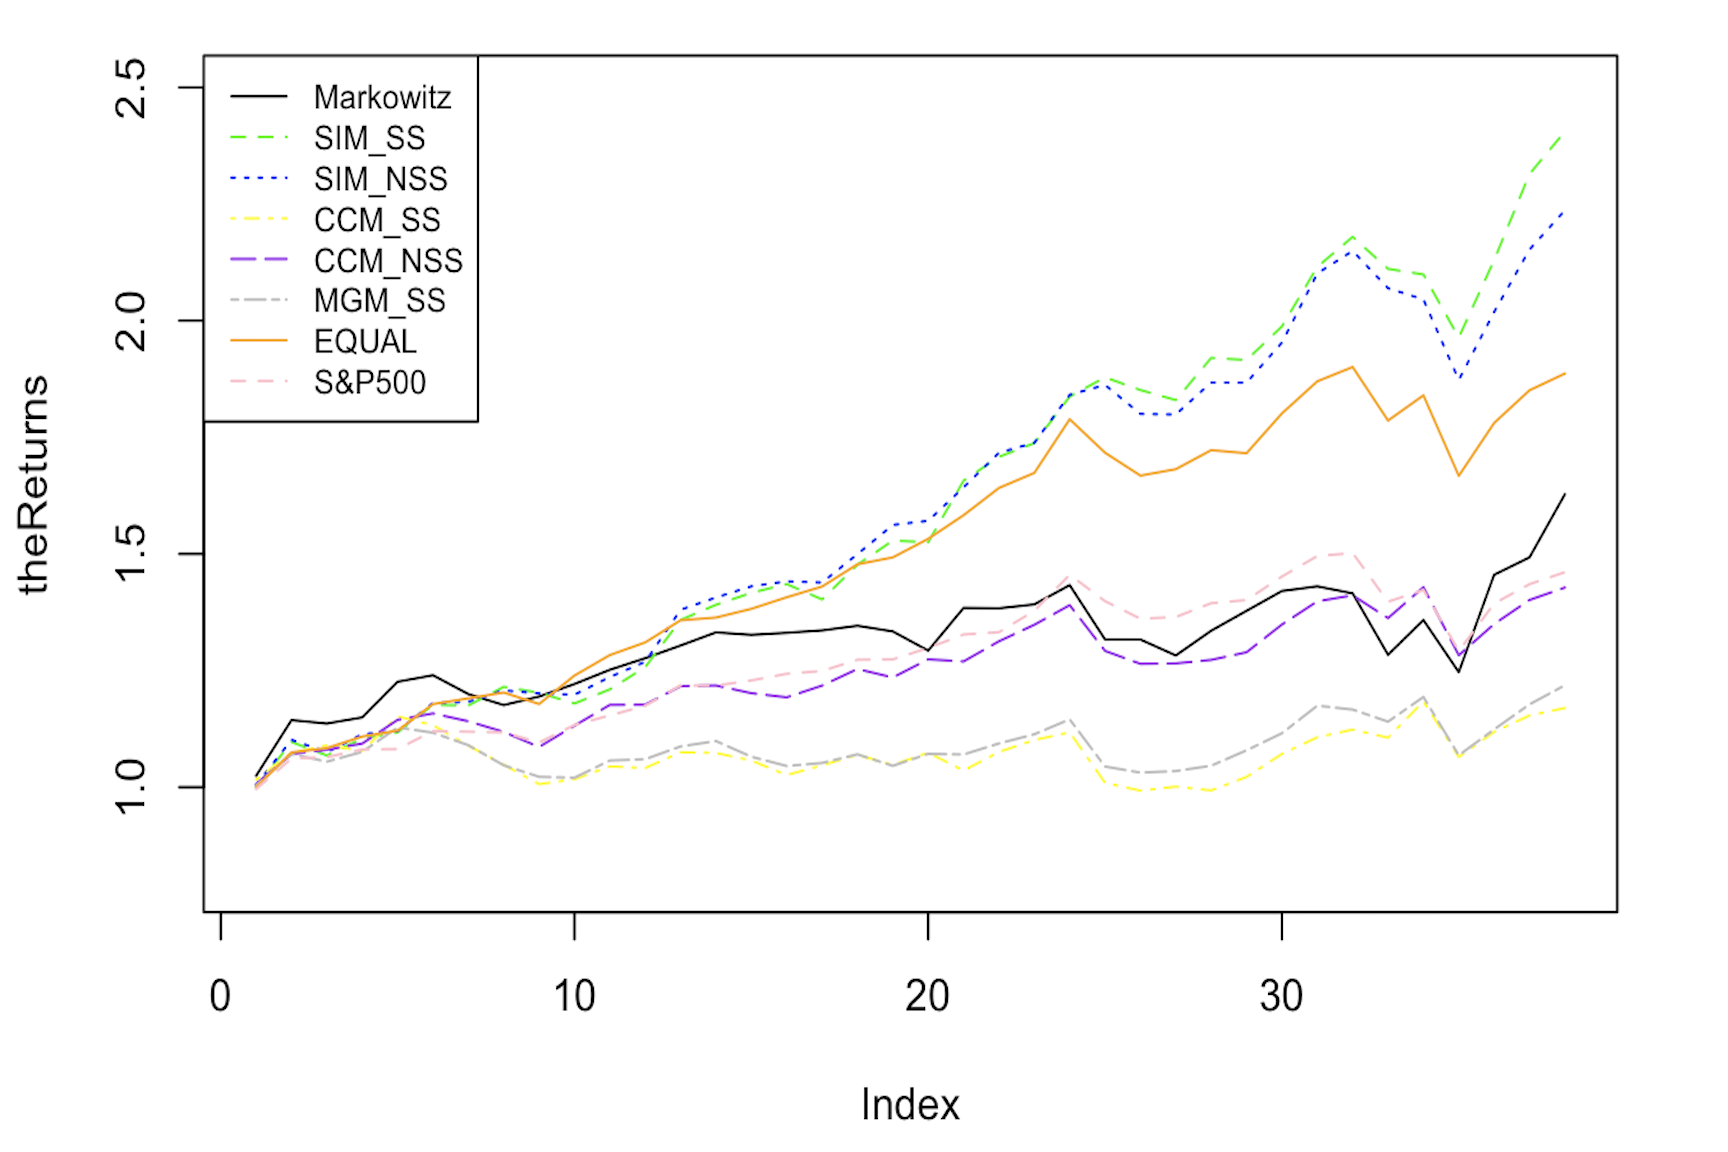 theReturns
2.5
2.0
1.5
1.0
Markowitz
SIM_SS
SIM_NSS
CCM_SS
CCM_NSS
MGM_SS
EQUAL
S&P500
0 10 20 30
Index